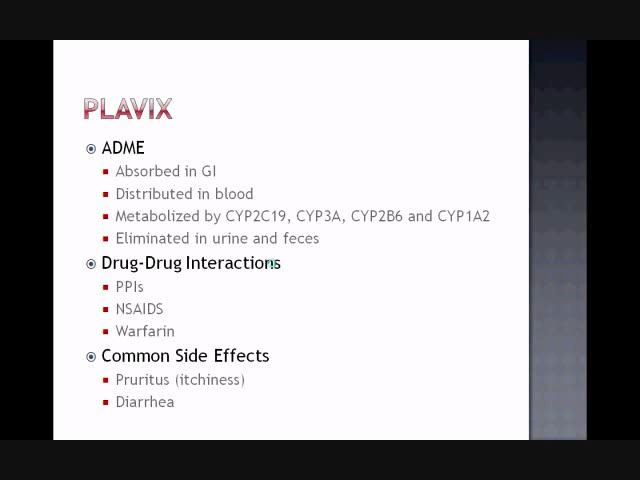 PLAVIX
ADME
Absorbed in GI
Distributed in blood
Metabolized by CYP2C19, CYP3A, CYP2B6 and CYP1A2
Eliminated in urine and feces
Drug-Drug Interactions
PPIs
NSAIDS
Warfarin
Common Side Effects
Pruritus (itchiness)
Diarrhea